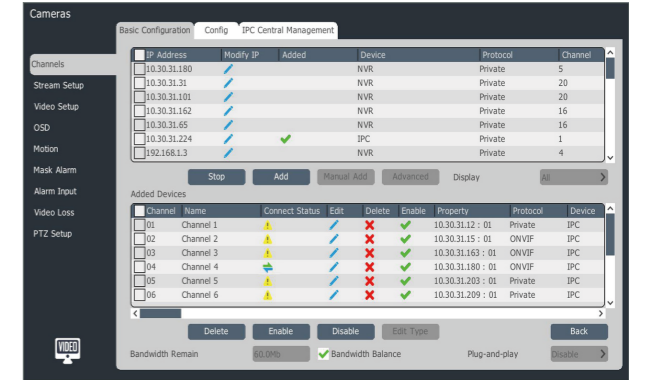 Cameras
Basic Configuration Config IPC Central Management
Channels
Stream Setup
Video Setup
OSD
Motion
Mask Alarm
Alarm Input
Video Loss
PTZ Setup
IP Address Modify IP Added Device Protocol Channel
10.30.31.180 NVR Private 5
10.30.31.31 NVR Private 20
10.30.31.101 NVR Private 20
10.30.31.162 NVR Private 16
10.30.31.65 NVR Private 16
10.30.31.224 IPC Private 1
192.168.1.3 NVR Private 4
Stop Add Manual Add Advanced Display All
Added Devices
Channel Name Connect Status Edit Delete Enable Property Protocol Device
01 Channel 1 10.30.31.12 : 01 Private IPC
02 Channel 2 10.30.31.15 : 01 ONVIF IPC
03 Channel 3 10.30.31.163 : 01 ONVIF IPC
04 Channel 4 10.30.31.180 : 01 ONVIF IPC
05 Channel 5 10.30.31.203 : 01 Private IPC
06 Channel 6 10.30.31.209 : 01 Private IPC
Delete Enable Disable Edit Type Back
VIDEO
Bandwidth Remain 60.0Mb Bandwidth Balance Plug-and-play Disable